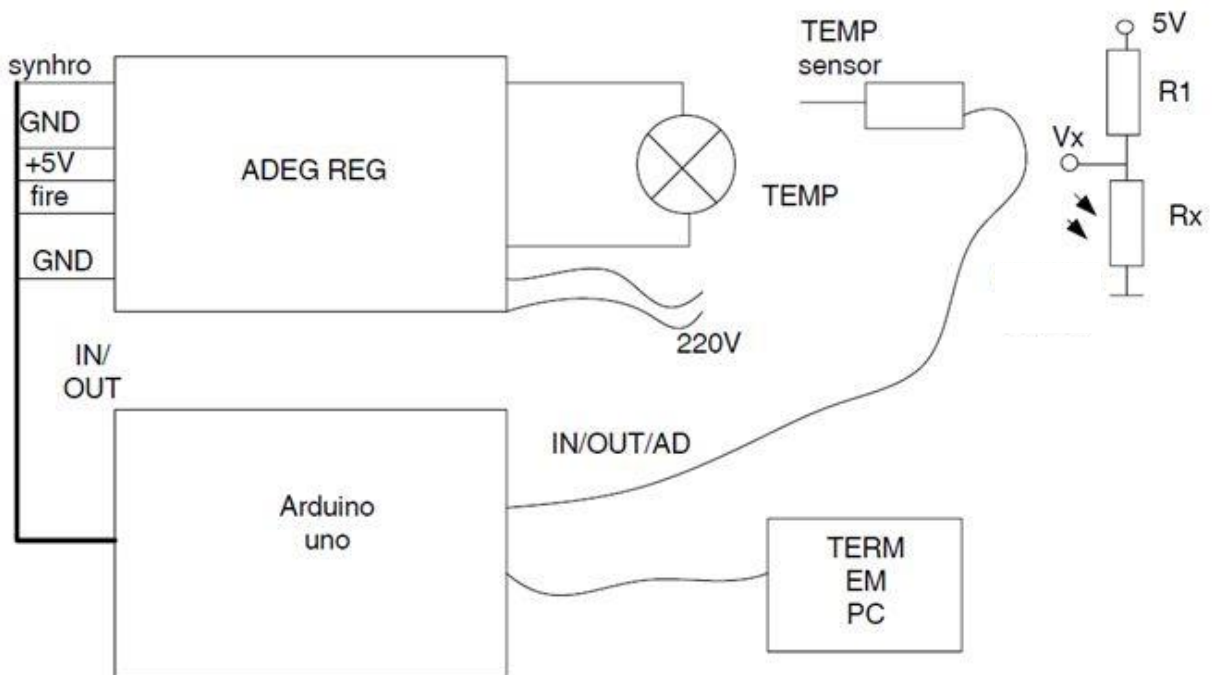 synhro
GND
+5V
fire
GND
ADEG REG
TEMP
220V
TEMP
sensor
5V
R1
Vx
Rx
IN/
OUT
IN/OUT/AD
Arduino
uno
TERM
EM
PC